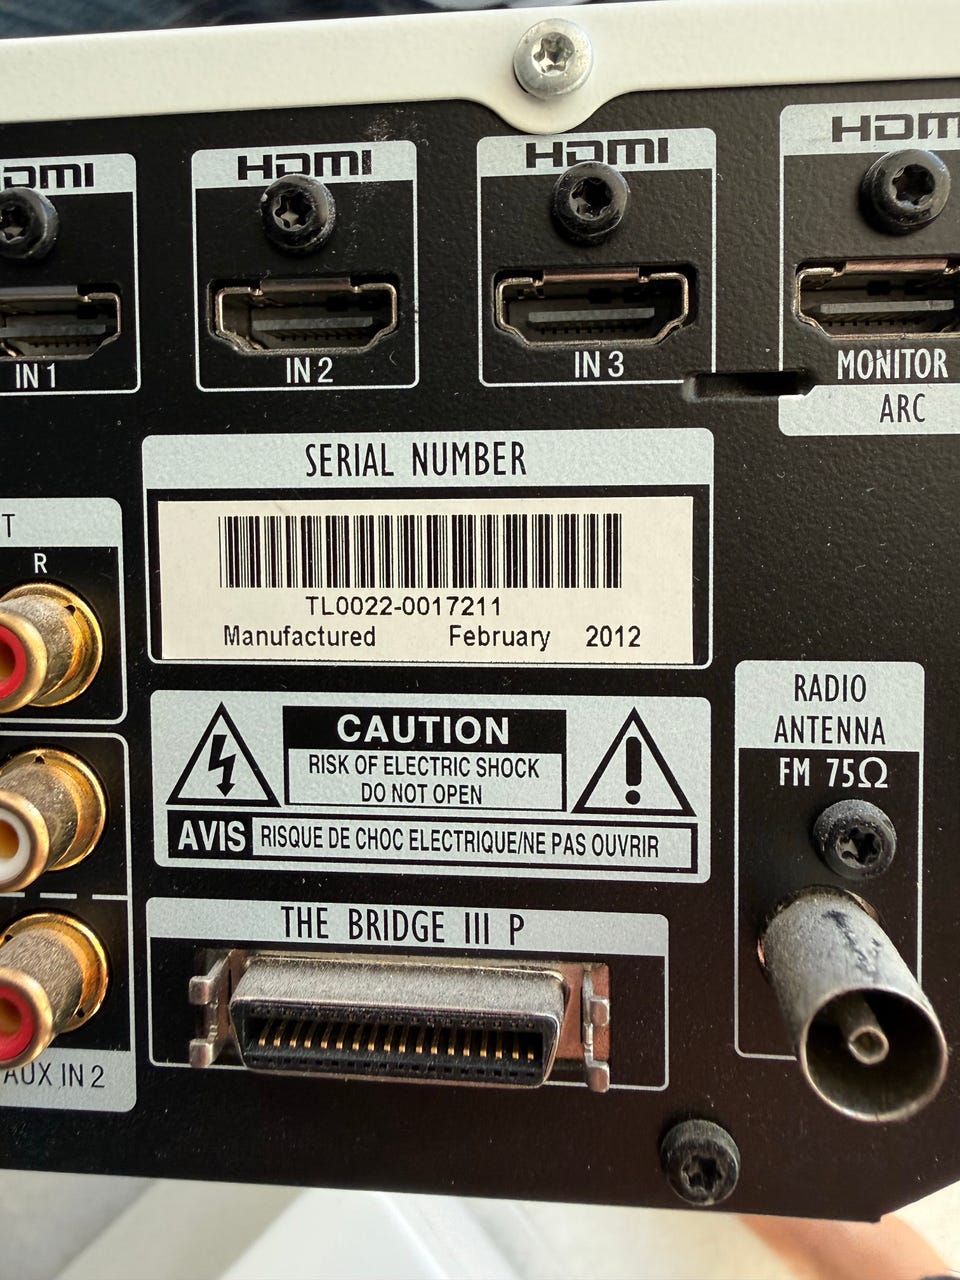 HDMI
HDMI
HDMI
HDM
IN 1
IN 2
IN 3
MONITOR
ARC
SERIAL NUMBER
TL0022-0017211
Manufactured February 2012
T
R
CAUTION
RISK OF ELECTRIC SHOCK
DO NOT OPEN
AVIS RISQUE DE CHOC ELECTRIQUE/NE PAS OUVRIR
RADIO
ANTENNA
FM 75Ω
THE BRIDGE III P
AUX IN 2